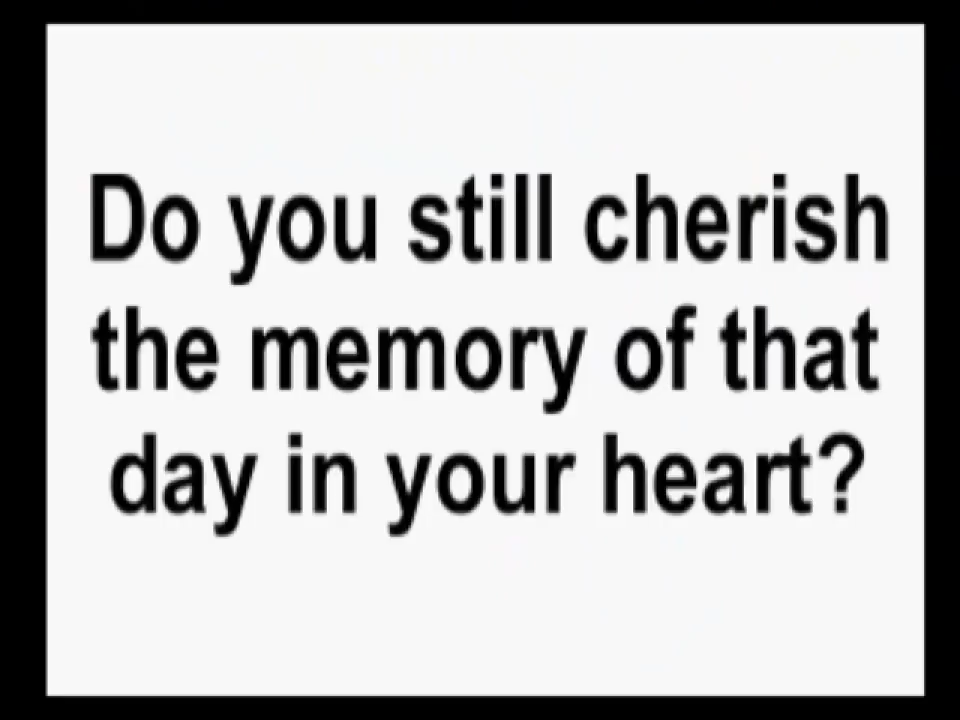 Do you still cherish
the memory of that
day in your heart?